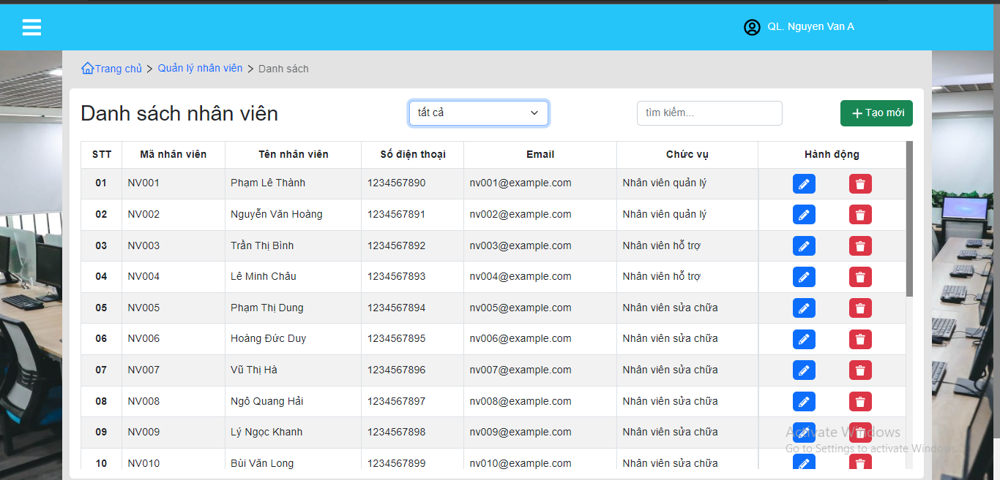 QL. Nguyen Van A
Trang chủ > Quản lý nhân viên > Danh sách
Danh sách nhân viên
tất cả
tìm kiếm...
Tạo mới
STT Mã nhân viên Tên nhân viên Số điện thoại Email Chức vụ Hành động
01 NV001 Phạm Lê Thành 1234567890 nv001@example.com Nhân viên quản lý
02 NV002 Nguyễn Văn Hoàng 1234567891 nv002@example.com Nhân viên quản lý
03 NV003 Trần Thị Bình 1234567892 nv003@example.com Nhân viên hỗ trợ
04 NV004 Lê Minh Châu 1234567893 nv004@example.com Nhân viên hỗ trợ
05 NV005 Phạm Thị Dung 1234567894 nv005@example.com Nhân viên sửa chữa
06 NV006 Hoàng Đức Duy 1234567895 nv006@example.com Nhân viên sửa chữa
07 NV007 Vũ Thị Hà 1234567896 nv007@example.com Nhân viên sửa chữa
08 NV008 Ngô Quang Hải 1234567897 nv008@example.com Nhân viên sửa chữa
09 NV009 Lý Ngọc Khanh 1234567898 nv009@example.com Nhân viên sửa chữa
10 NV010 Bùi Văn Long 1234567899 nv010@example.com Nhân viên sửa chữa
Activate Windows
Go to Settings to activate Windows.